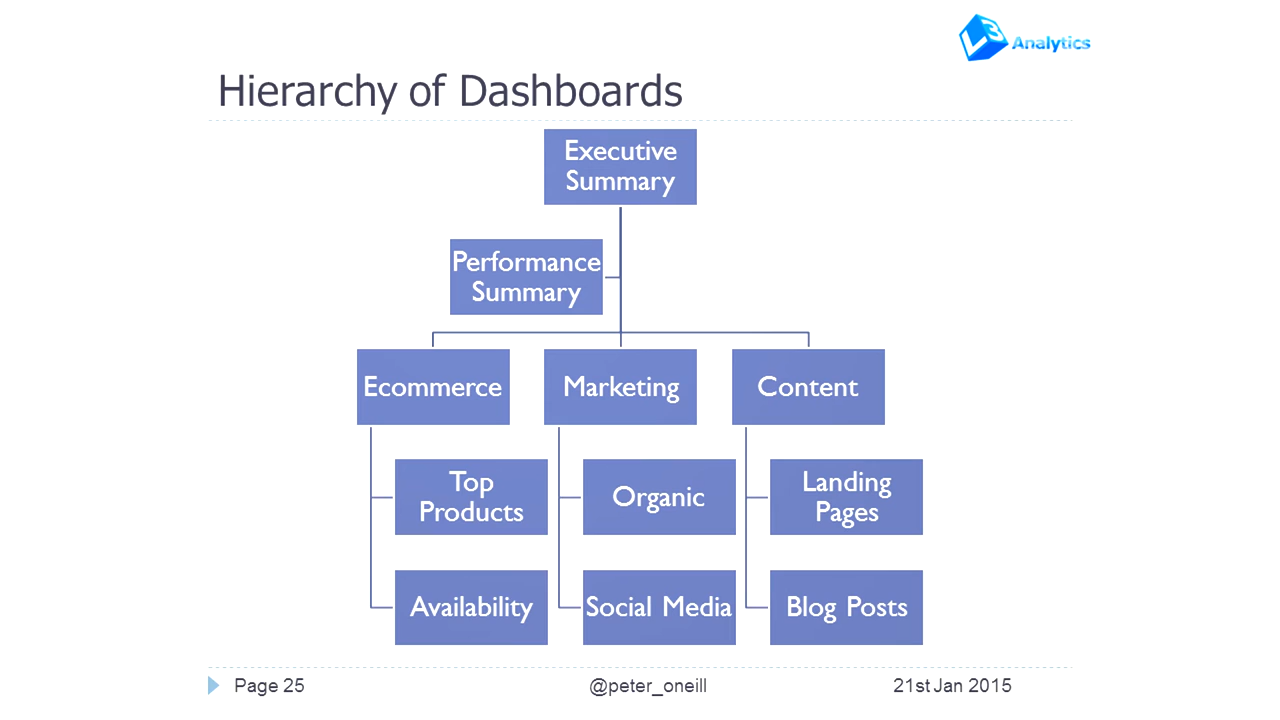 L3 Analytics
Hierarchy of Dashboards
Executive
Summary
Performance
Summary
Ecommerce
Marketing
Content
Top
Products
Organic
Landing
Pages
Availability
Social Media
Blog Posts
Page 25
@peter_oneill
21st Jan 2015